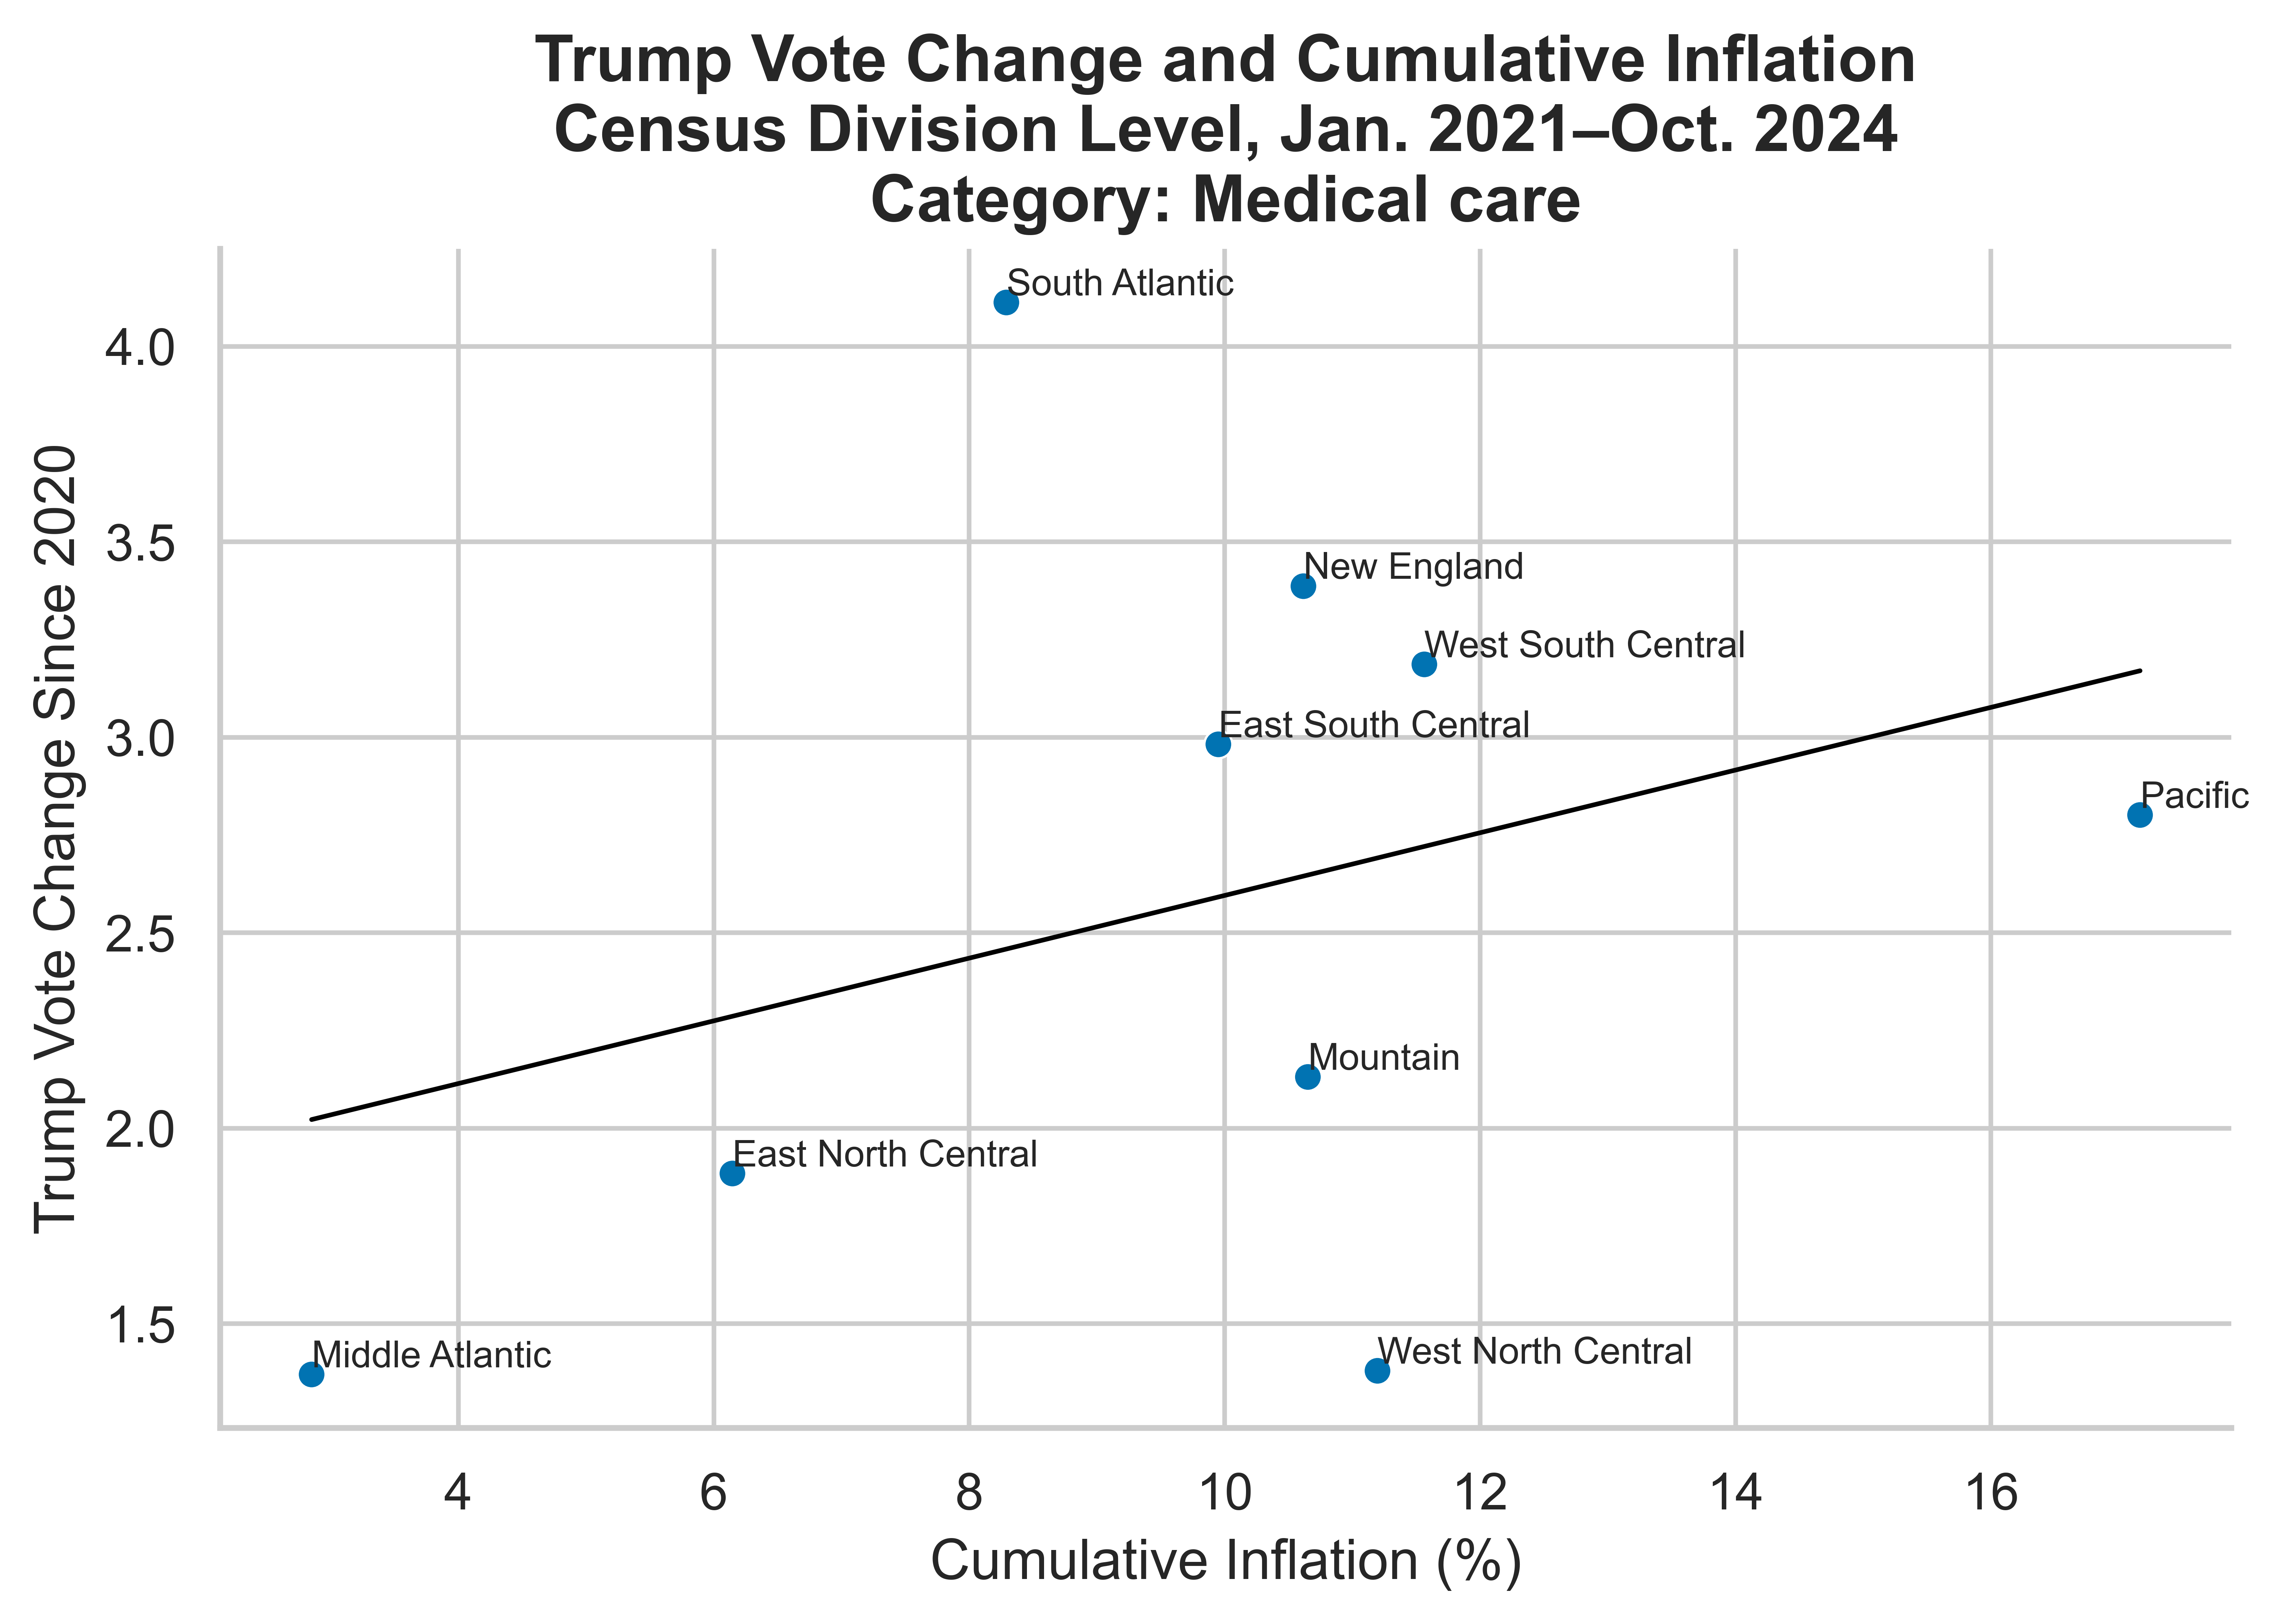 Trump Vote Change and Cumulative Inflation
Census Division Level, Jan. 2021–Oct. 2024
Category: Medical care
Trump Vote Change Since 2020
4.0
3.5
3.0
2.5
2.0
1.5
South Atlantic
New England
West South Central
East South Central
Pacific
Mountain
East North Central
Middle Atlantic
West North Central
4
6
8
10
12
14
16
Cumulative Inflation (%)